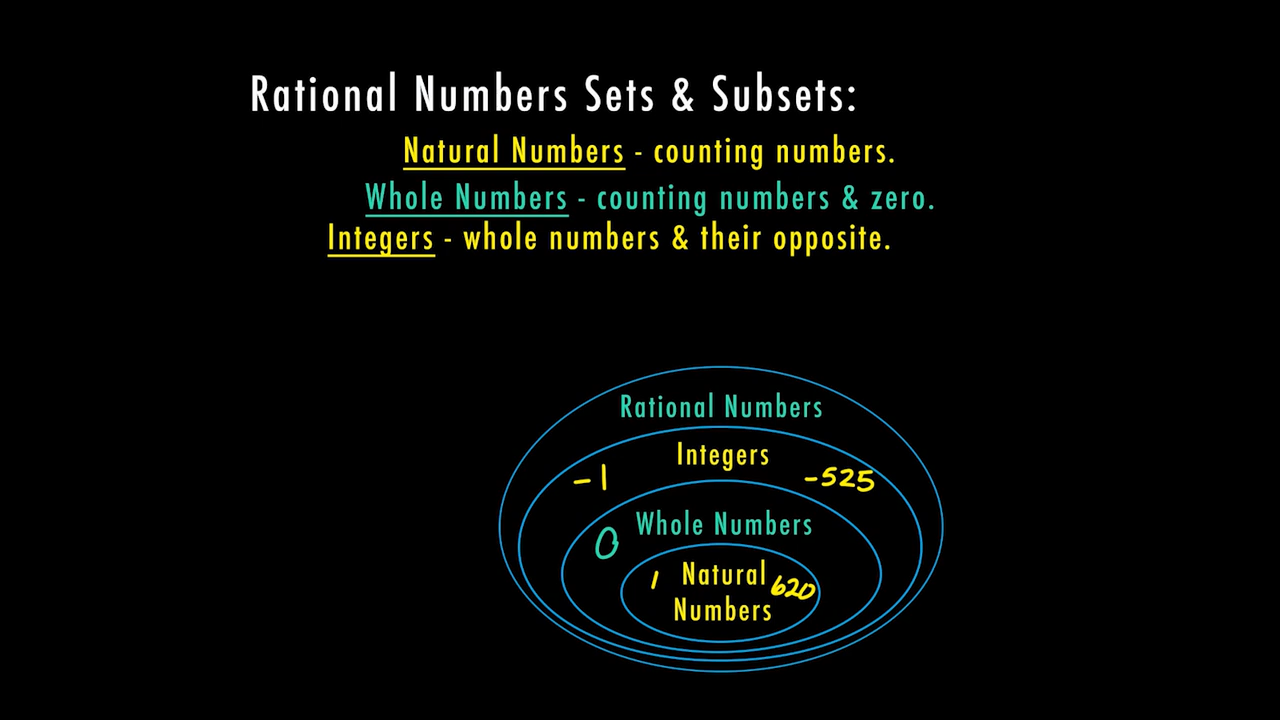 Rational Numbers Sets & Subsets:
Natural Numbers - counting numbers.
Whole Numbers - counting numbers & zero.
Integers - whole numbers & their opposite.
Rational Numbers
Integers
-1 -525
Whole Numbers
0
1 Natural 620
Numbers